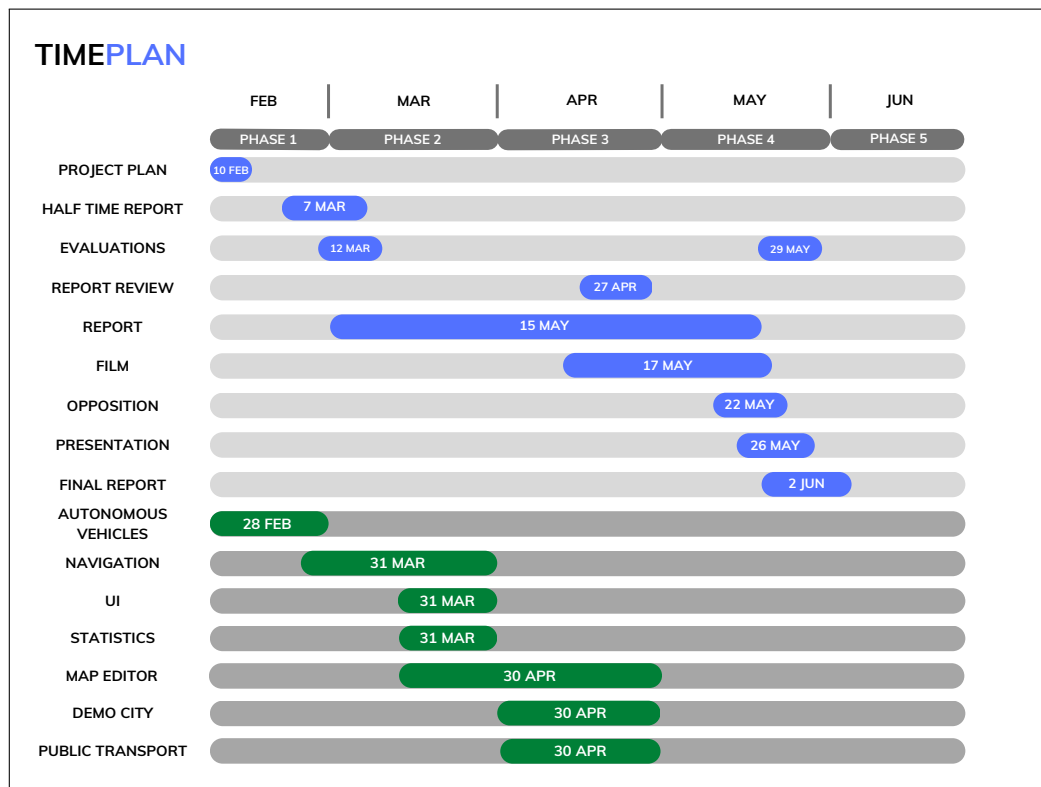 TIMEPLAN
FEB MAR APR MAY JUN
PHASE 1 PHASE 2 PHASE 3 PHASE 4 PHASE 5
PROJECT PLAN 10 FEB
HALF TIME REPORT 7 MAR
EVALUATIONS 12 MAR 29 MAY
REPORT REVIEW 27 APR
REPORT 15 MAY
FILM 17 MAY
OPPOSITION 22 MAY
PRESENTATION 26 MAY
FINAL REPORT 2 JUN
AUTONOMOUS
VEHICLES 28 FEB
NAVIGATION 31 MAR
UI 31 MAR
STATISTICS 31 MAR
MAP EDITOR 30 APR
DEMO CITY 30 APR
PUBLIC TRANSPORT 30 APR